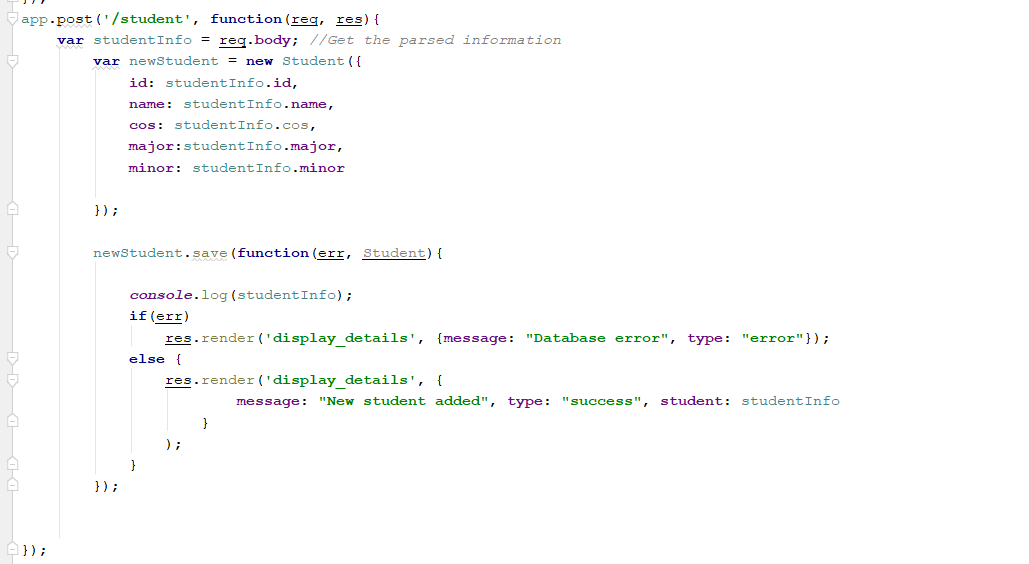 });
app.post('/student', function(req, res){
var studentInfo = req.body; //Get the parsed information
var newStudent = new Student({
id: studentInfo.id,
name: studentInfo.name,
cos: studentInfo.cos,
major:studentInfo.major,
minor: studentInfo.minor
});
newStudent.save(function(err, Student){
console.log(studentInfo);
if(err)
res.render('display_details', {message: "Database error", type: "error"});
else {
res.render('display_details', {
message: "New student added", type: "success", student: studentInfo
}
);
}
});
});